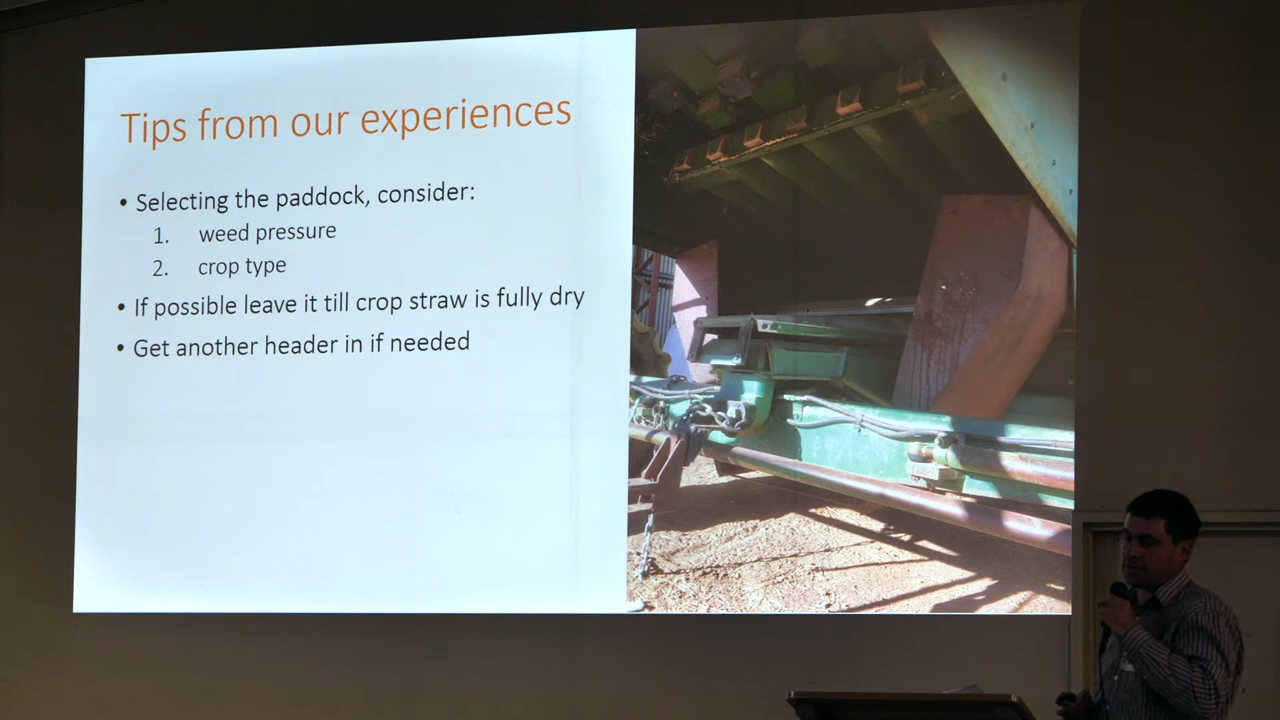 Tips from our experiences
• Selecting the paddock, consider:
1. weed pressure
2. crop type
• If possible leave it till crop straw is fully dry
• Get another header in if needed